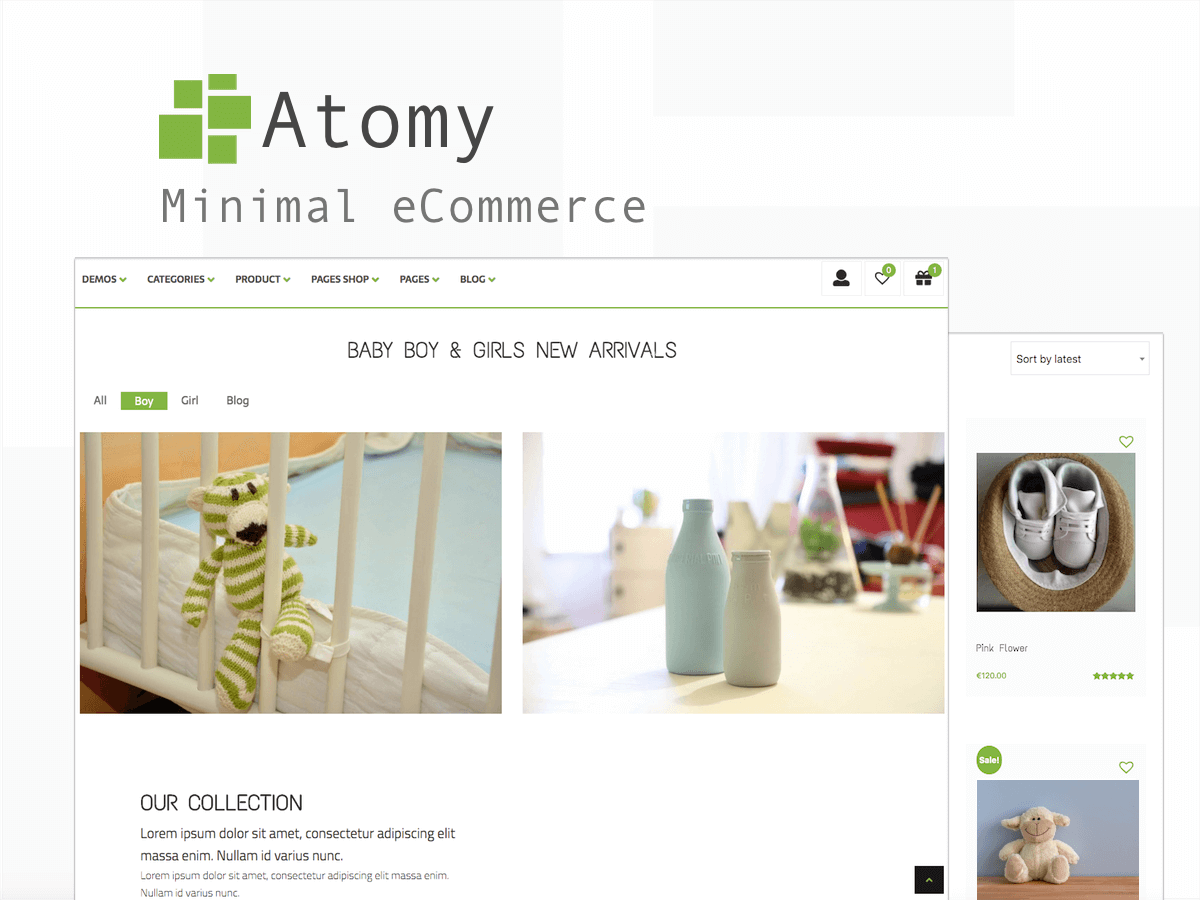 Atomy
Minimal eCommerce
DEMOS CATEGORIES PRODUCT PAGES SHOP PAGES BLOG 0 1
BABY BOY & GIRLS NEW ARRIVALS
All Boy Girl Blog
Sort by latest
Pink Flower
€120.00
Sale!
OUR COLLECTION
Lorem ipsum dolor sit amet, consectetur adipiscing elit
massa enim. Nullam id varius nunc.
Lorem ipsum dolor sit amet, consectetur adipiscing elit massa enim.
Nullam id varius nunc.